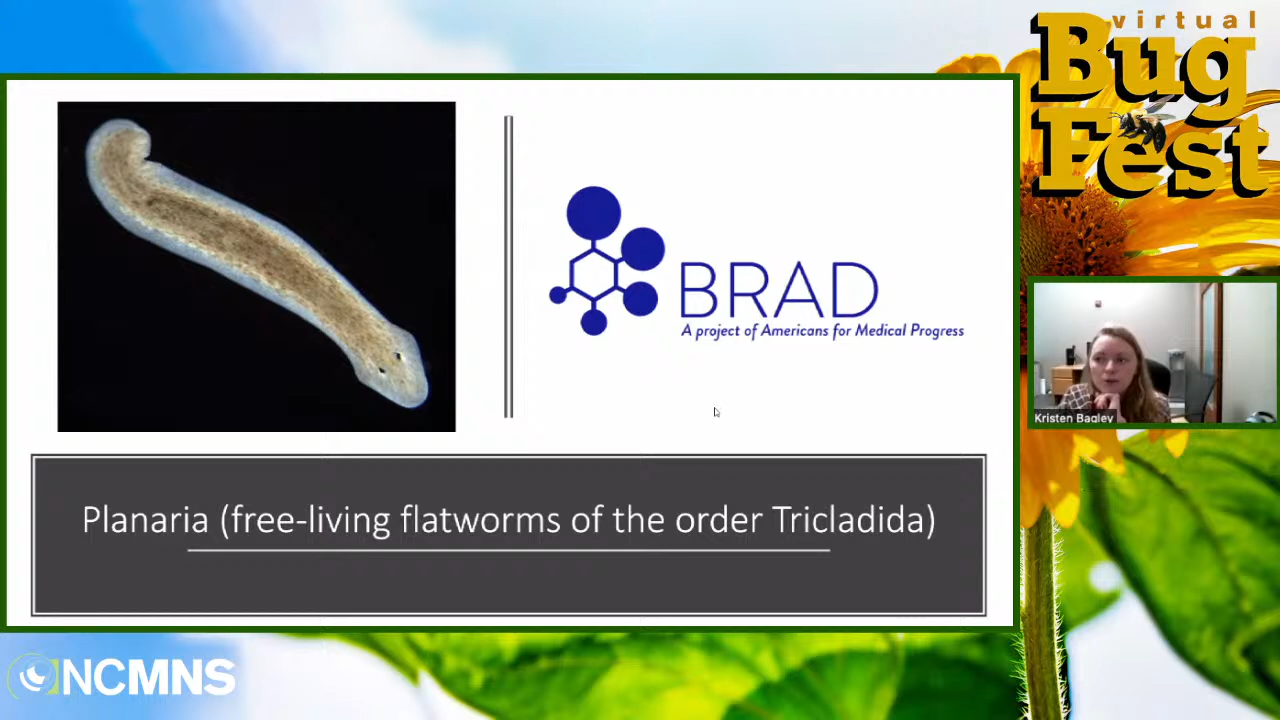 virtual
Bug
Fest
BRAD
A project of Americans for Medical Progress
Kristen Bagley
Planaria (free-living flatworms of the order Tricladida)
NCMNS